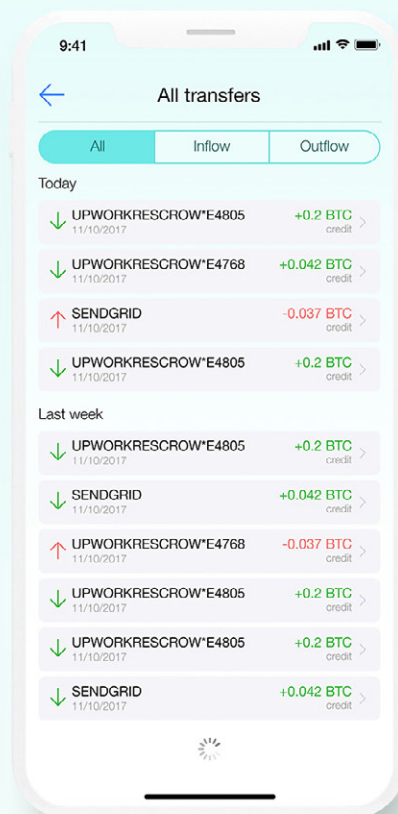 9:41
All transfers
All Inflow Outflow
Today
UPWORKRESCROW*E4805 +0.2 BTC
11/10/2017 credit
UPWORKRESCROW*E4768 +0.042 BTC
11/10/2017 credit
SENDGRID -0.037 BTC
11/10/2017 credit
UPWORKRESCROW*E4805 +0.2 BTC
11/10/2017 credit
Last week
UPWORKRESCROW*E4805 +0.2 BTC
11/10/2017 credit
SENDGRID +0.042 BTC
11/10/2017 credit
UPWORKRESCROW*E4768 -0.037 BTC
11/10/2017 credit
UPWORKRESCROW*E4805 +0.2 BTC
11/10/2017 credit
UPWORKRESCROW*E4805 +0.2 BTC
11/10/2017 credit
SENDGRID +0.042 BTC
11/10/2017 credit